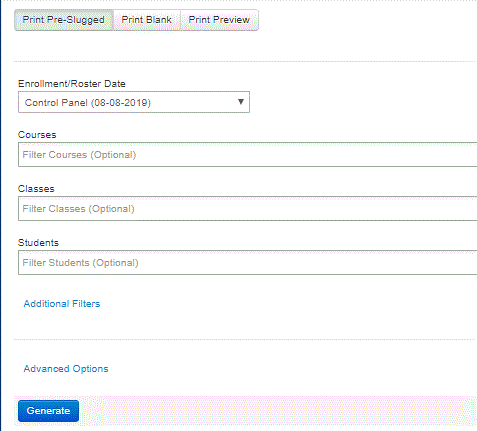 Print Pre-Slugged Print Blank Print Preview
Enrollment/Roster Date
Control Panel (08-08-2019)
Courses
Filter Courses (Optional)
Classes
Filter Classes (Optional)
Students
Filter Students (Optional)
Additional Filters
Advanced Options
Generate